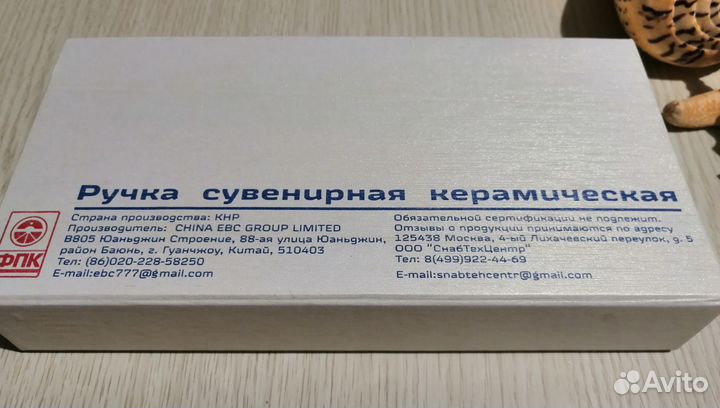 Ручка сувенирная керамическая
Страна производства: КНР
Производитель: CHINA EBC GROUP LIMITED
B805 Юаньджин Строение, 88-ая улица Юаньджин,
район Баюнь, г. Гуанчжоу, Китай, 510403
Тел: (86)020-228-58250
E-mail:ebc777@gmail.com
Обязательной сертификации не подлежит.
Отзывы о продукции принимаются по адресу
125438 Москва, 4-ый Лихачевский переулок, д. 5
ООО "СнабТехЦентр"
Тел: 8(499)922-44-69
E-mail:snabtehcentr@gmail.com
ФПК
Avito